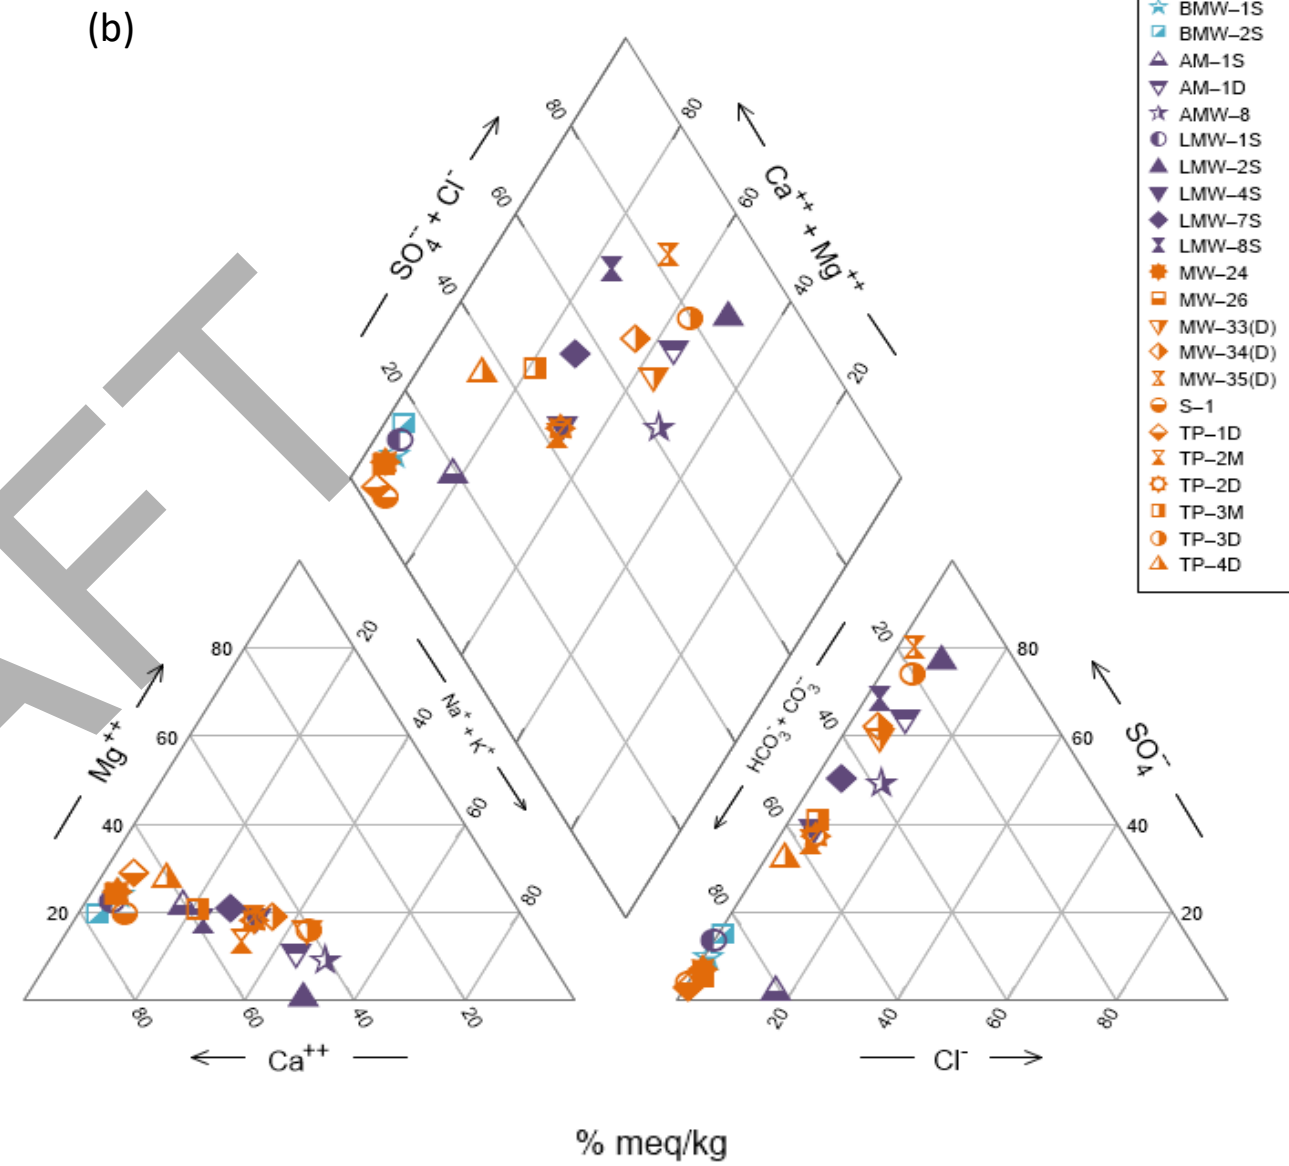 (b)
BMW–1S
BMW–2S
AM–1S
AM–1D
AMW–8
LMW–1S
LMW–2S
LMW–4S
LMW–7S
LMW–8S
MW–24
MW–26
MW–33(D)
MW–34(D)
MW–35(D)
S–1
TP–1D
TP–2M
TP–2D
TP–3M
TP–3D
TP–4D
80
80
SO4-- + Cl-
Ca++ + Mg++
60
60
40
40
20
20
Mg++
80
60
40
20
20
40
60
80
Na+ + K+
80
60
40
20
Ca++
HCO3- + CO3--
20
40
60
80
80
60
40
20
SO4--
20
40
60
80
Cl-
% meq/kg